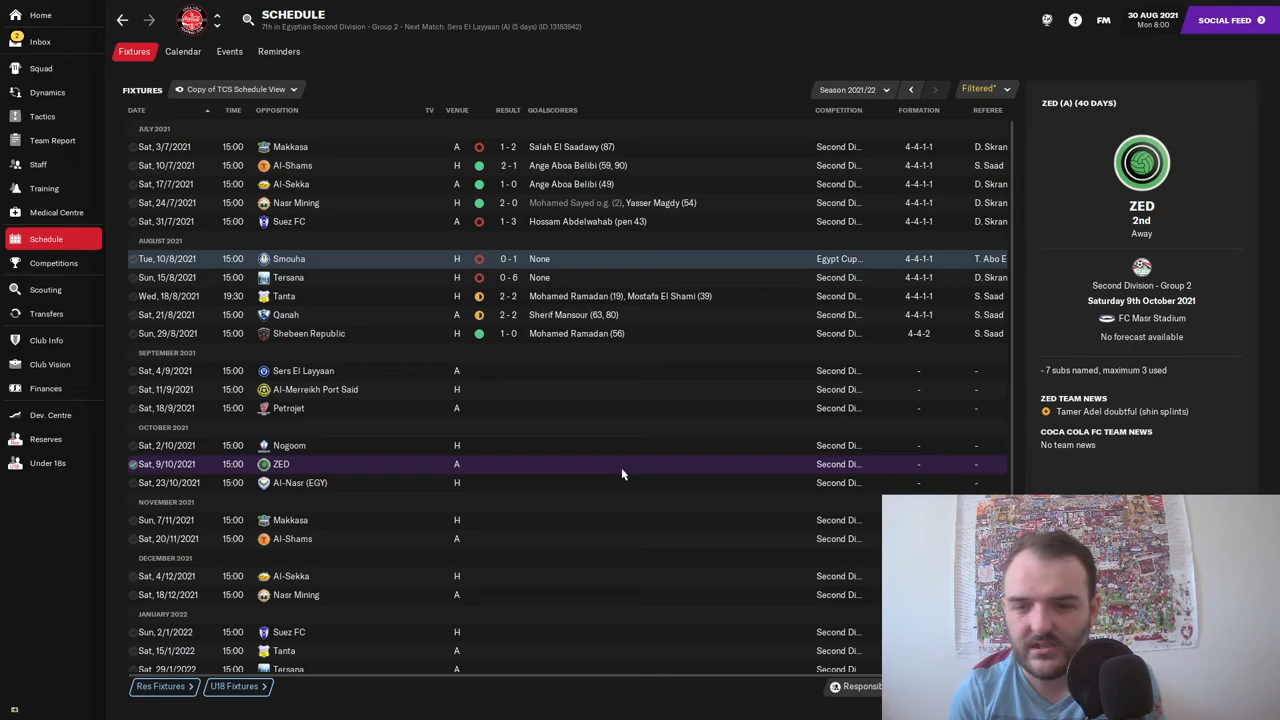 Home
2
Inbox
Squad
Dynamics
Tactics
Team Report
Staff
Training
Medical Centre
Schedule
Competitions
Scouting
Transfers
Club Info
Club Vision
Finances
Dev. Centre
Reserves
Under 18s
SCHEDULE
7th in Egyptian Second Division - Group 2 - Next Match: Sers El Layyaan (A) (5 days) (ID:13183942)
FM
30 AUG 2021
Mon 8:00
SOCIAL FEED
Fixtures Calendar Events Reminders
FIXTURES Copy of TCS Schedule View Season 2021/22 Filtered*
DATE TIME OPPOSITION TV VENUE RESULT GOALSCORERS COMPETITION FORMATION REFEREE
JULY 2021
Sat, 3/7/2021 15:00 Makkasa A 1 - 2 Salah El Saadawy (87) Second Di... 4-4-1-1 D. Skran
Sat, 10/7/2021 15:00 Al-Shams H 2 - 1 Ange Aboa Belibi (59, 90) Second Di... 4-4-1-1 S. Saad
Sat, 17/7/2021 15:00 Al-Sekka A 1 - 0 Ange Aboa Belibi (49) Second Di... 4-4-1-1 D. Skran
Sat, 24/7/2021 15:00 Nasr Mining H 2 - 0 Mohamed Sayed o.g. (2), Yasser Magdy (54) Second Di... 4-4-1-1 D. Skran
Sat, 31/7/2021 15:00 Suez FC A 1 - 3 Hossam Abdelwahab (pen 43) Second Di... 4-4-1-1 D. Skran
AUGUST 2021
Tue, 10/8/2021 15:00 Smouha H 0 - 1 None Egypt Cup... 4-4-1-1 T. Abo E
Sun, 15/8/2021 15:00 Tersana H 0 - 6 None Second Di... 4-4-1-1 D. Skran
Wed, 18/8/2021 19:30 Tanta H 2 - 2 Mohamed Ramadan (19), Mostafa El Shami (39) Second Di... 4-4-1-1 S. Saad
Sat, 21/8/2021 15:00 Qanah A 2 - 2 Sherif Mansour (63, 80) Second Di... 4-4-1-1 S. Saad
Sun, 29/8/2021 15:00 Shebeen Republic H 1 - 0 Mohamed Ramadan (56) Second Di... 4-4-2 S. Saad
SEPTEMBER 2021
Sat, 4/9/2021 15:00 Sers El Layyaan A Second Di... - -
Sat, 11/9/2021 15:00 Al-Merreikh Port Said H Second Di... - -
Sat, 18/9/2021 15:00 Petrojet A Second Di... - -
OCTOBER 2021
Sat, 2/10/2021 15:00 Nogoom H Second Di... - -
Sat, 9/10/2021 15:00 ZED A Second Di... - -
Sat, 23/10/2021 15:00 Al-Nasr (EGY) H Second Di... - -
NOVEMBER 2021
Sun, 7/11/2021 15:00 Makkasa H Second Di...
Sat, 20/11/2021 15:00 Al-Shams A Second Di...
DECEMBER 2021
Sat, 4/12/2021 15:00 Al-Sekka H Second Di...
Sat, 18/12/2021 15:00 Nasr Mining A Second Di...
JANUARY 2022
Sun, 2/1/2022 15:00 Suez FC H Second Di...
Sat, 15/1/2022 15:00 Tanta A Second Di...
Sat, 29/1/2022 15:00 Tersana A Second Di...
Res Fixtures U18 Fixtures Responsib
ZED (A) (40 DAYS)
ZED
2nd
Away
Second Division - Group 2
Saturday 9th October 2021
FC Masr Stadium
No forecast available
- 7 subs named, maximum 3 used
ZED TEAM NEWS
Tamer Adel doubtful (shin splints)
COCA COLA FC TEAM NEWS
No team news